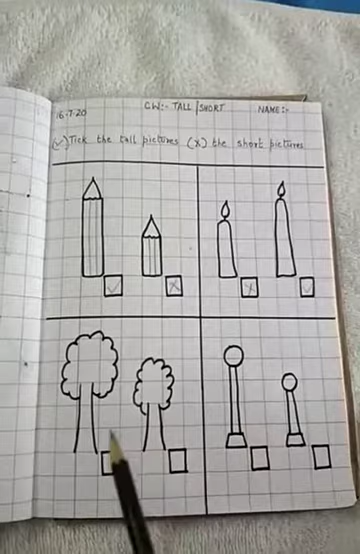 16.7.20 CW:- TALL/SHORT NAME:-
(✓) Tick the tall pictures (x) the short pictures